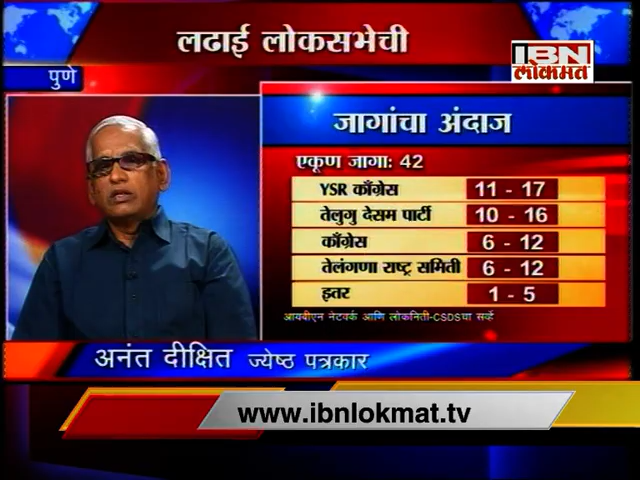 लढाई लोकसभेची
IBN
लोकमत
पुणे
जागांचा अंदाज
एकूण जागा: 42
YSR काँग्रेस 11 - 17
तेलुगु देसम पार्टी 10 - 16
काँग्रेस 6 - 12
तेलंगणा राष्ट्र समिती 6 - 12
इतर 1 - 5
आयबीएन नेटवर्क आणि लोकनिती-CSDSचा सर्व्हे
अनंत दीक्षित ज्येष्ठ पत्रकार
www.ibnlokmat.tv